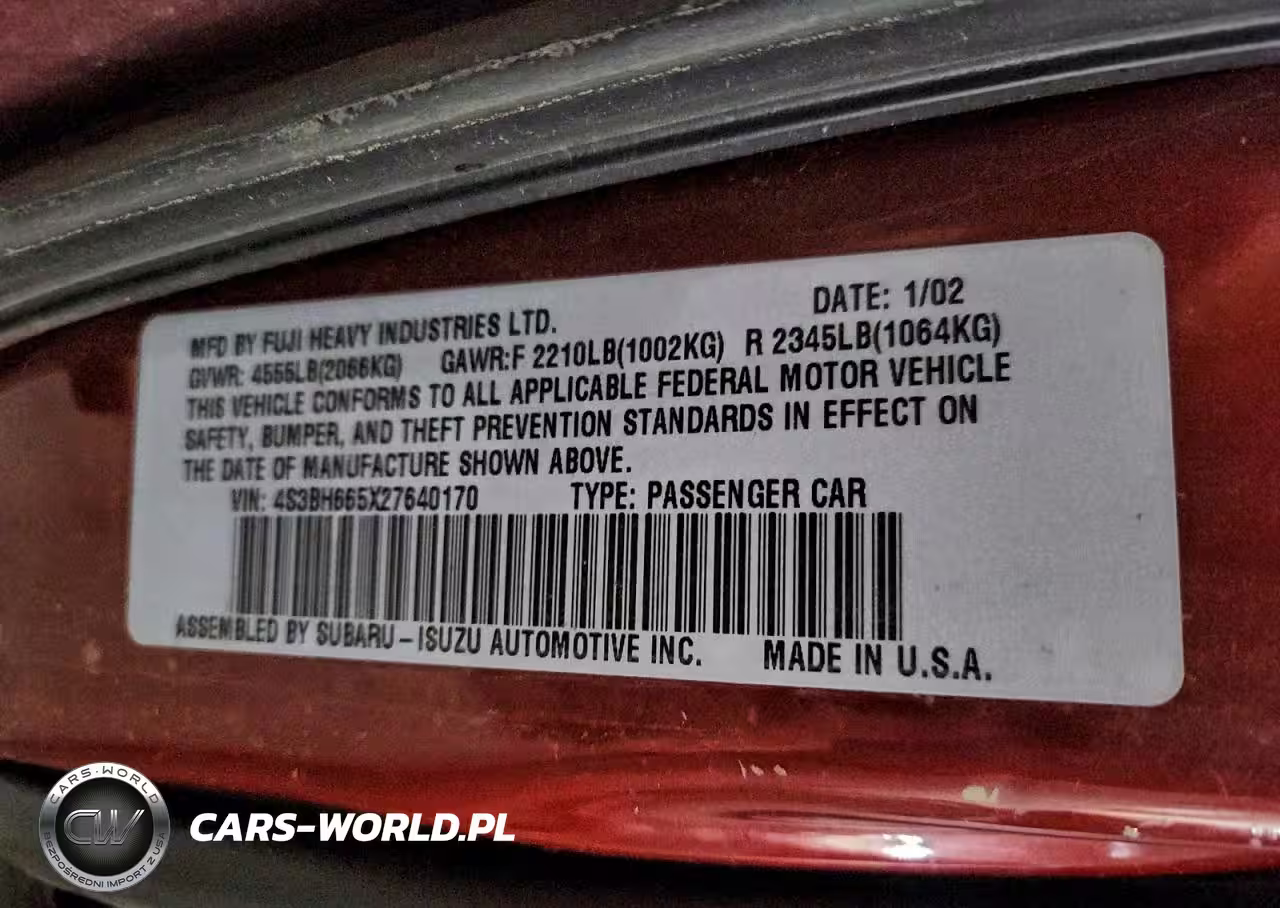 MFD BY FUJI HEAVY INDUSTRIES LTD. DATE: 1/02
GVWR: 4555LB(2066KG) GAWR:F 2210LB(1002KG) R 2345LB(1064KG)
THIS VEHICLE CONFORMS TO ALL APPLICABLE FEDERAL MOTOR VEHICLE
SAFETY, BUMPER, AND THEFT PREVENTION STANDARDS IN EFFECT ON
THE DATE OF MANUFACTURE SHOWN ABOVE.
VIN: 4S3BH665X27640170 TYPE: PASSENGER CAR
ASSEMBLED BY SUBARU-ISUZU AUTOMOTIVE INC. MADE IN U.S.A.
CARS-WORLD
CW
BEZPOŚREDNI IMPORT Z USA
CARS-WORLD.PL